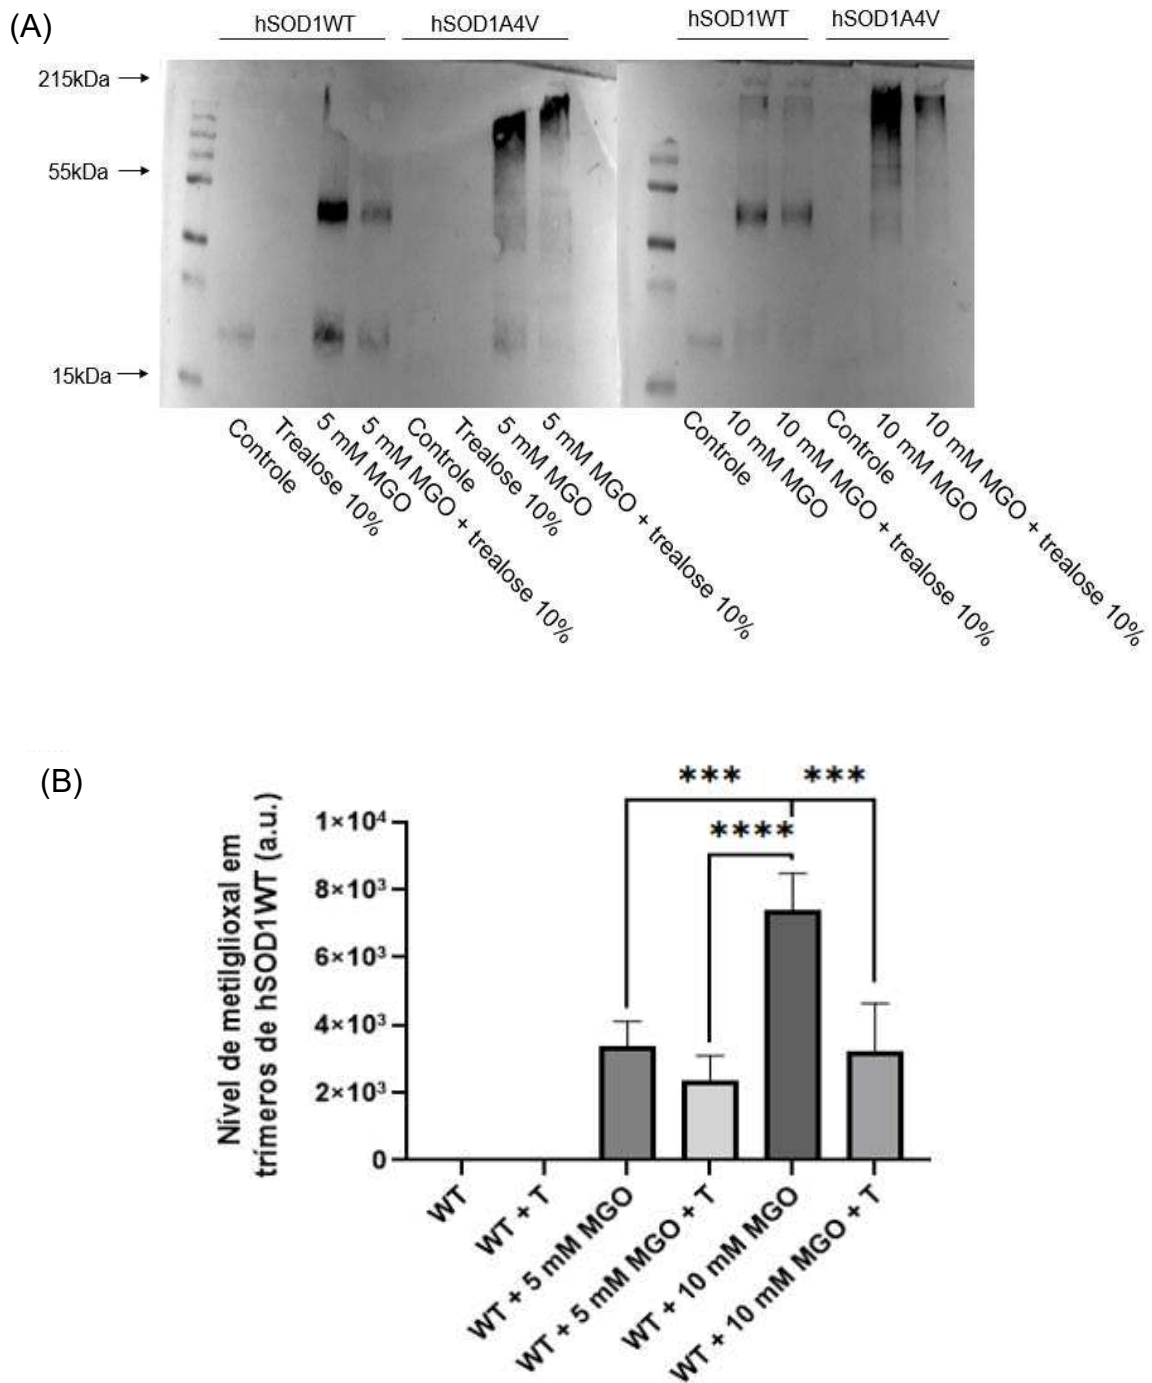 (A)
hSOD1WT
hSOD1A4V
hSOD1WT
hSOD1A4V
215kDa
55kDa
15kDa
Controle
Trealose 10%
5 mM MGO
5 mM MGO + trealose 10%
Controle
Trealose 10%
5 mM MGO
5 mM MGO + trealose 10%
Controle
10 mM MGO
10 mM MGO + trealose 10%
Controle
10 mM MGO
10 mM MGO + trealose 10%
(B)
Nível de metilglioxal em
trímeros de hSOD1WT (a.u.)
1×10⁴
8×10³
6×10³
4×10³
2×10³
0
*** ***
****
WT
WT + T
WT + 5 mM MGO
WT + 5 mM MGO + T
WT + 10 mM MGO
WT + 10 mM MGO + T